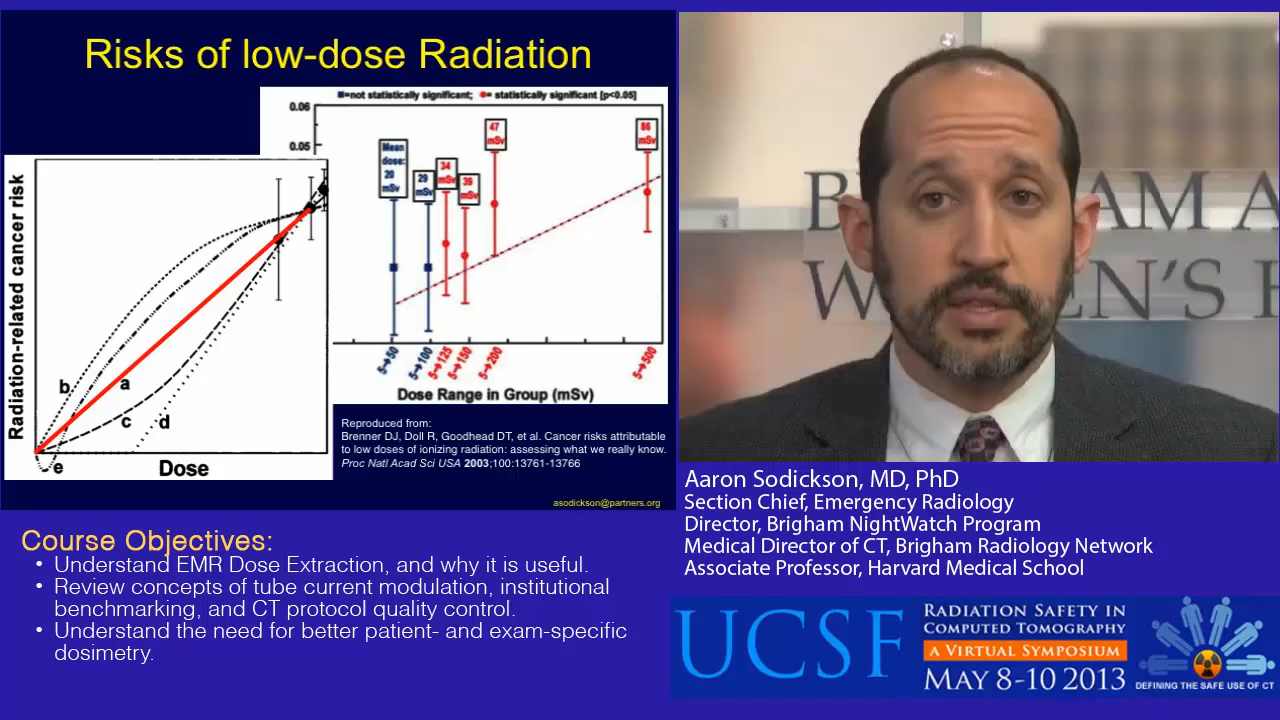 Risks of low-dose Radiation
■=not statistically significant; ●= statistically significant [p<0.05]
0.06
0.05
Mean
dose:
20
mSv
29
mSv
34
mSv
39
mSv
47
mSv
86
mSv
5→50
5→100
5→125
5→150
5→200
5→500
Dose Range in Group (mSv)
Radiation-related cancer risk
b
a
c
d
e
Dose
Reproduced from:
Brenner DJ, Doll R, Goodhead DT, et al. Cancer risks attributable
to low doses of ionizing radiation: assessing what we really know.
Proc Natl Acad Sci USA 2003;100:13761-13766
asodickson@partners.org
Course Objectives:
• Understand EMR Dose Extraction, and why it is useful.
• Review concepts of tube current modulation, institutional
benchmarking, and CT protocol quality control.
• Understand the need for better patient- and exam-specific
dosimetry.
Aaron Sodickson, MD, PhD
Section Chief, Emergency Radiology
Director, Brigham NightWatch Program
Medical Director of CT, Brigham Radiology Network
Associate Professor, Harvard Medical School
UCSF
Radiation Safety in
Computed Tomography
a Virtual Symposium
May 8-10 2013
DEFINING THE SAFE USE OF CT